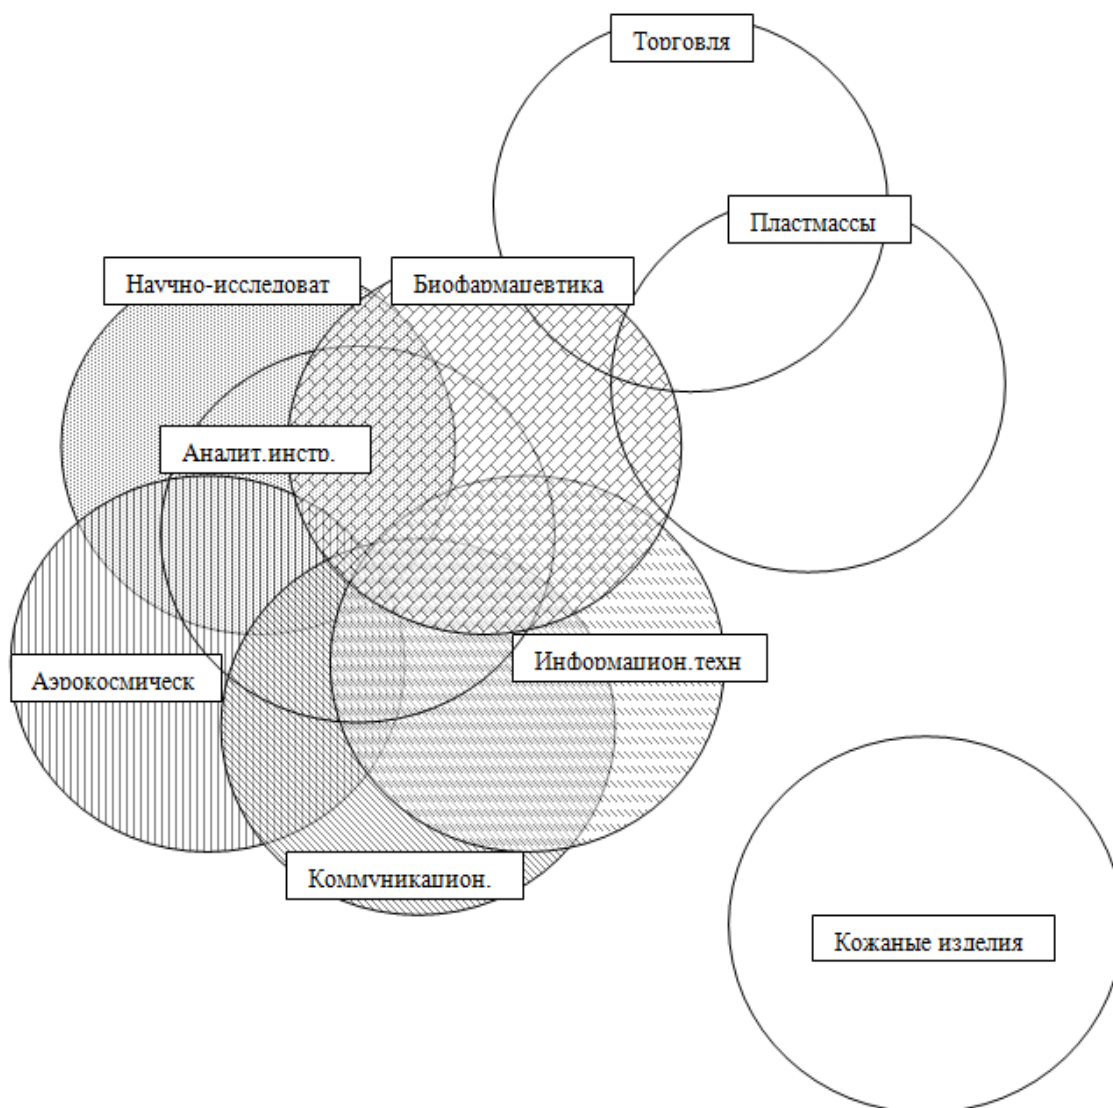 Торговля
Пластмассы
Научно-исследоват
Биофармацевтика
Аналит.инстр.
Информацион.техн
Аэрокосмическ
Коммуникацион.
Кожаные изделия